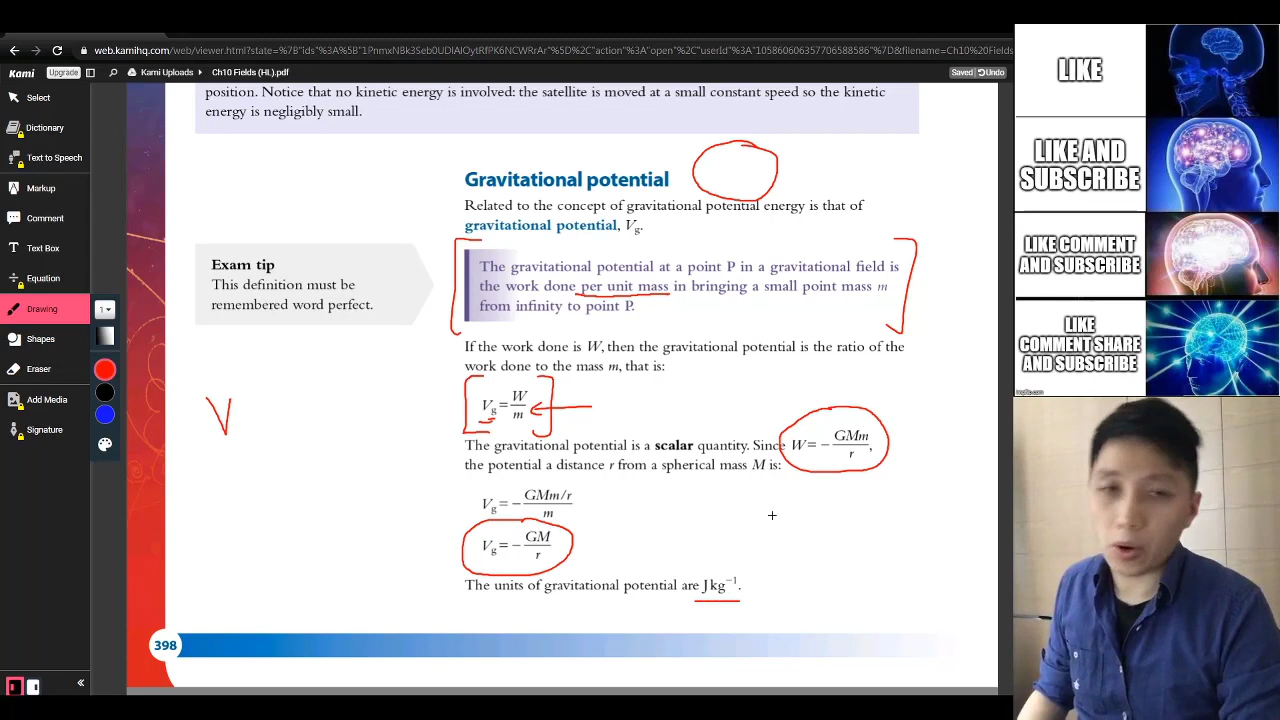 web.kamihq.com/web/viewer.html?state=%7B"ids"%3A%5B"1PnmxNBk3Seb0UDiAIOytRfPK6NCWRrAr"%5D%2C"action"%3A"open"%2C"userId"%3A"105860606357706588586"%7D&filename=Ch10 Fields
Kami
Upgrade
Kami Uploads
Ch10 Fields (HL).pdf
Saved
Undo
Select
Dictionary
Text to Speech
Markup
Comment
Text Box
Equation
Drawing
Shapes
Eraser
Add Media
Signature
1
position. Notice that no kinetic energy is involved: the satellite is moved at a small constant speed so the kinetic
energy is negligibly small.
Gravitational potential
Related to the concept of gravitational potential energy is that of
gravitational potential, Vg.
Exam tip
This definition must be
remembered word perfect.
The gravitational potential at a point P in a gravitational field is
the work done per unit mass in bringing a small point mass m
from infinity to point P.
If the work done is W, then the gravitational potential is the ratio of the
work done to the mass m, that is:
Vg = W/m
V
The gravitational potential is a scalar quantity. Since W = −GMm/r,
the potential a distance r from a spherical mass M is:
Vg = −GMm/r / m
Vg = −GM/r
The units of gravitational potential are J kg⁻¹.
398
LIKE
LIKE AND
SUBSCRIBE
LIKE COMMENT
AND SUBSCRIBE
LIKE
COMMENT SHARE
AND SUBSCRIBE
imgflip.com